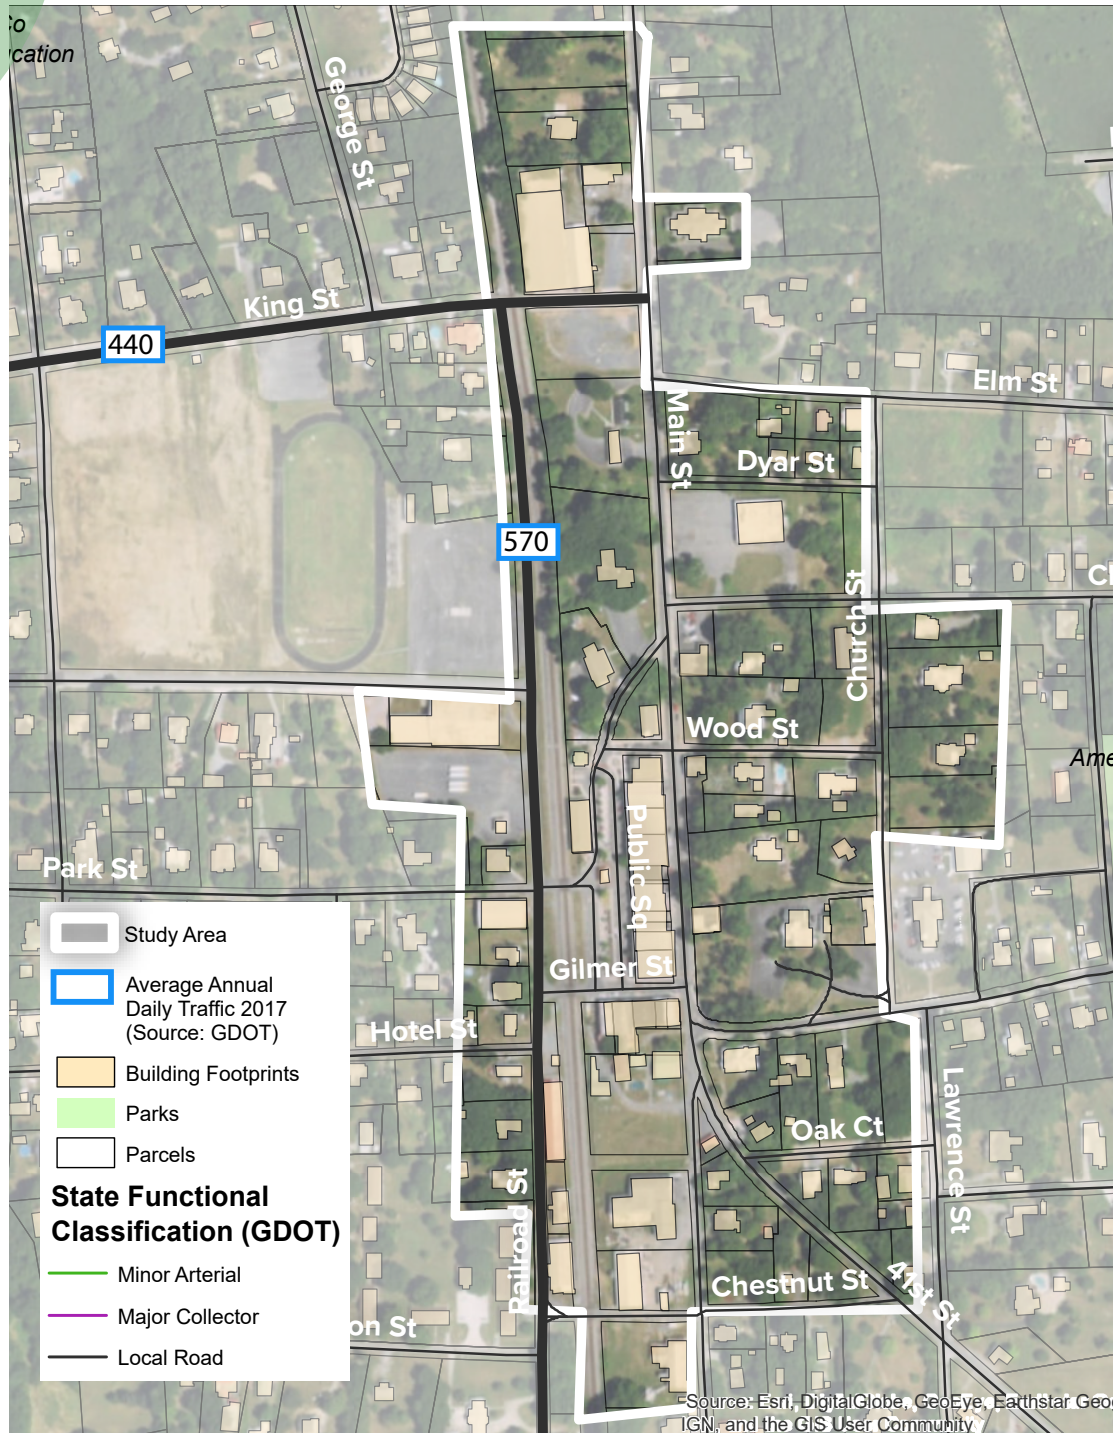 ication
George St
King St
440
Elm St
Main St
Dyar St
570
Church St
Wood St
Public Sq
Park St
Gilmer St
Hotel St
Oak Ct
Lawrence St
Railroad St
Chestnut St
41st St
on St
Study Area
Average Annual
Daily Traffic 2017
(Source: GDOT)
Building Footprints
Parks
Parcels
State Functional
Classification (GDOT)
Minor Arterial
Major Collector
Local Road
Source: Esri, DigitalGlobe, GeoEye, Earthstar Geog
IGN, and the GIS User Community